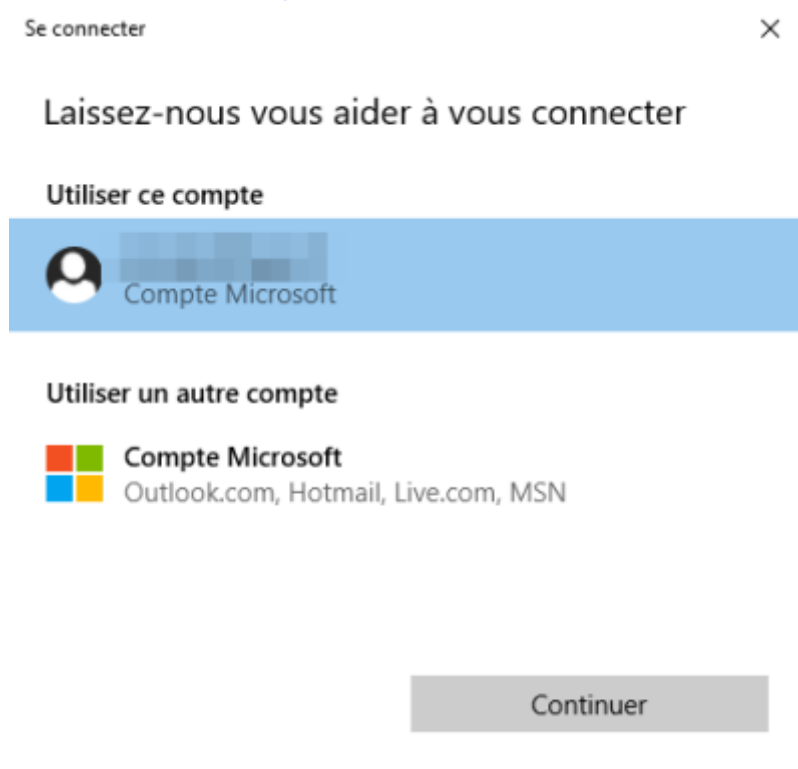 Se connecter
Laissez-nous vous aider à vous connecter
Utiliser ce compte
Compte Microsoft
Utiliser un autre compte
Compte Microsoft
Outlook.com, Hotmail, Live.com, MSN
Continuer